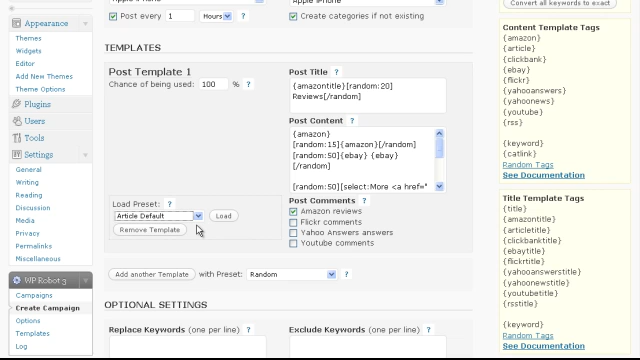 Appearance
Themes
Widgets
Editor
Add New Themes
Theme Options
Plugins
Users
Tools
Settings
General
Writing
Reading
Discussion
Media
Privacy
Permalinks
Miscellaneous
WP Robot 3
Campaigns
Create Campaign
Options
Templates
Log
Post every 1 Hours ?
Create categories if not existing
TEMPLATES
Post Template 1
Chance of being used: 100 % ?
Load Preset: ?
Article Default Load
Remove Template
Post Title ?
{amazontitle}[random:20]
Reviews[/random]
Post Content ?
{amazon}
[random:15]{amazon}[/random]
[random:50]{ebay} {ebay}
[/random]
[random:50][select:More <a href="
Post Comments ?
Amazon reviews
Flickr comments
Yahoo Answers answers
Youtube comments
Add another Template with Preset: Random ?
OPTIONAL SETTINGS
Replace Keywords (one per line) ?
Exclude Keywords (one per line) ?
Convert all keywords to exact
Content Template Tags
{amazon}
{article}
{clickbank}
{ebay}
{flickr}
{yahooanswers}
{yahoonews}
{youtube}
{rss}
{keyword}
{catlink}
Random Tags
See Documentation
Title Template Tags
{title}
{amazontitle}
{articletitle}
{clickbanktitle}
{ebaytitle}
{flickrtitle}
{yahooanswerstitle}
{yahoonewstitle}
{youtubetitle}
{rsstitle}
{keyword}
Random Tags
See Documentation